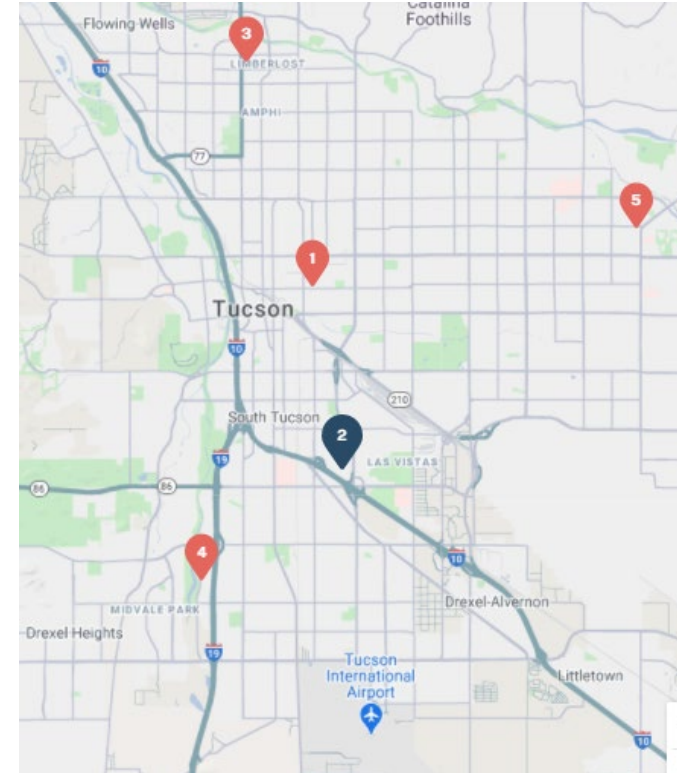 Catalina
Foothills
Flowing Wells
3
LIMBERLOST
10
AMPHI
77
5
1
Tucson
10
210
South Tucson
2
19
LAS VISTAS
86
86
4
10
Drexel-Alvernon
MIDVALE PARK
Drexel Heights
19
Tucson
International
Airport
Littletown
10